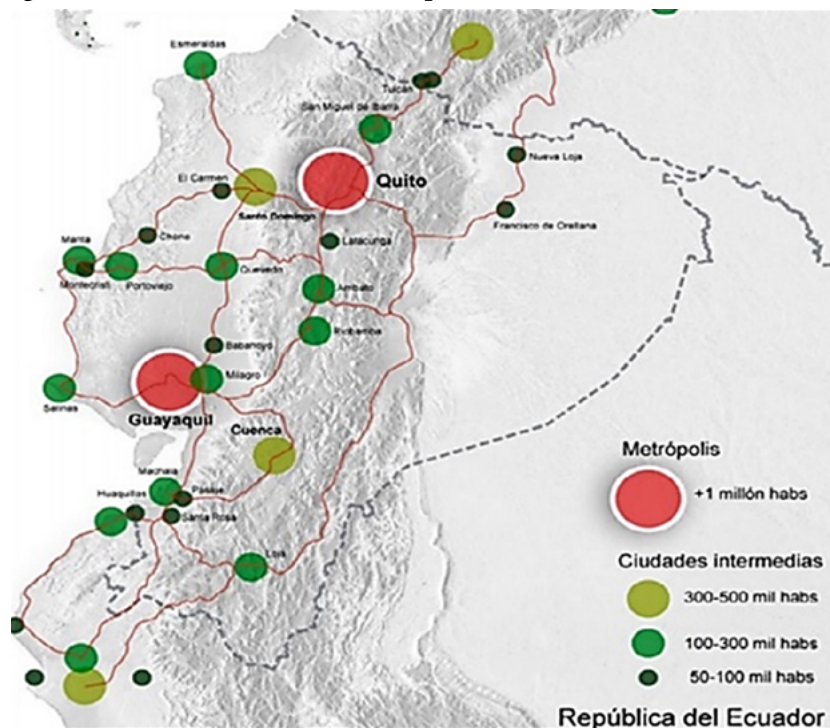 Esmeraldas
Tulcán
San Miguel de Ibarra
Nueva Loja
Quito
El Carmen
Santo Domingo
Francisco de Orellana
Chone
Latacunga
Manta
Montecristi
Portoviejo
Quevedo
Ambato
Riobamba
Babahoyo
Milagro
Salinas
Guayaquil
Cuenca
Machala
Pasaje
Huaquillas
Santa Rosa
Loja
Metrópolis
+1 millón habs
Ciudades intermedias
300-500 mil habs
100-300 mil habs
50-100 mil habs
República del Ecuador